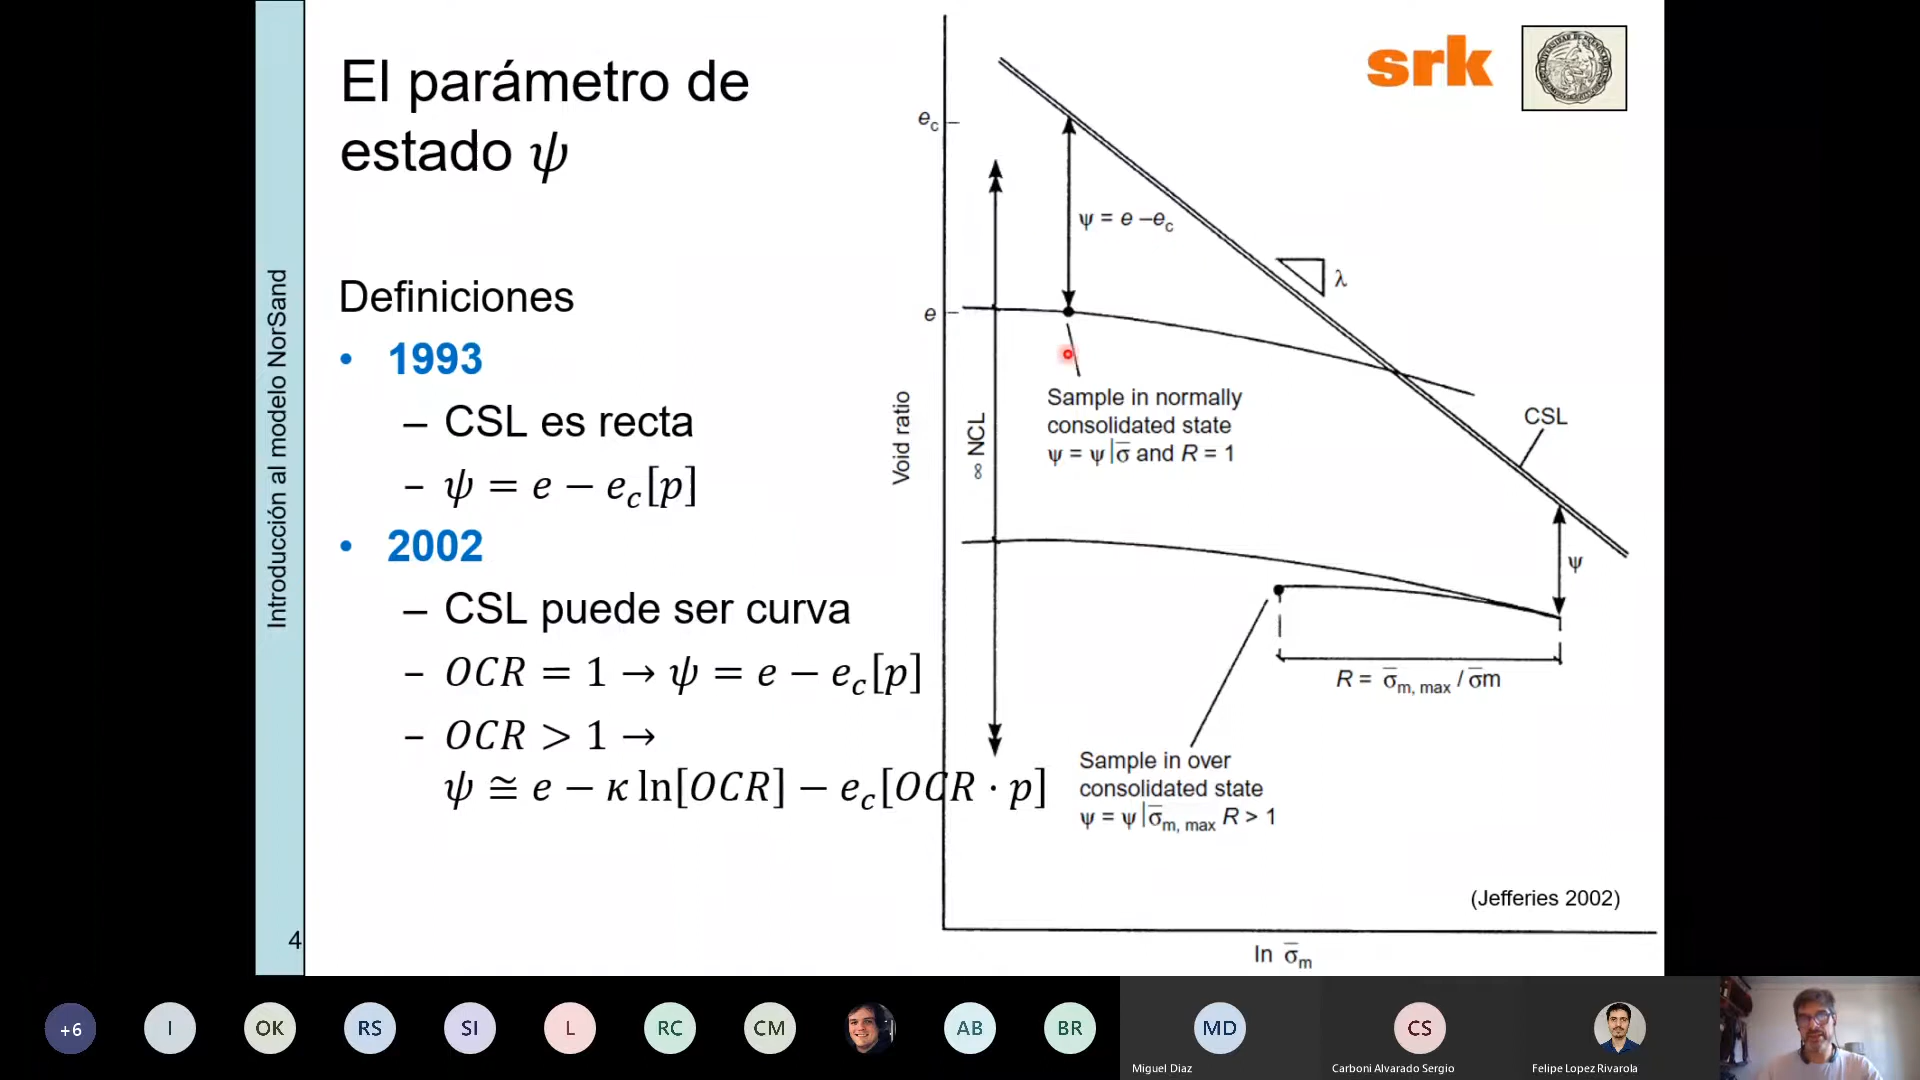 Introducción al modelo NorSand
4
El parámetro de
estado ψ
Definiciones
• 1993
– CSL es recta
– ψ = e − e_c[p]
• 2002
– CSL puede ser curva
– OCR = 1 → ψ = e − e_c[p]
– OCR > 1 →
ψ ≅ e − κ ln[OCR] − e_c[OCR · p]
srk
e_c
ψ = e –e_c
λ
e
Sample in normally
consolidated state
ψ = ψ|σ̅ and R = 1
CSL
Void ratio
∞ NCL
ψ
R = σ̅_m, max / σ̅m
Sample in over
consolidated state
ψ = ψ|σ̅_m, max R > 1
(Jefferies 2002)
ln σ̅_m
+6
I
OK
RS
SI
L
RC
CM
AB
BR
MD
Miguel Diaz
CS
Carboni Alvarado Sergio
Felipe Lopez Rivarola